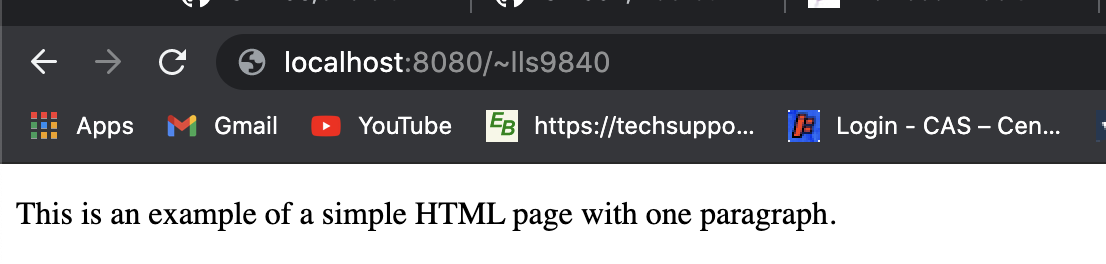 localhost:8080/~lls9840
Apps Gmail YouTube EB https://techsuppo... Login - CAS – Cen...
This is an example of a simple HTML page with one paragraph.